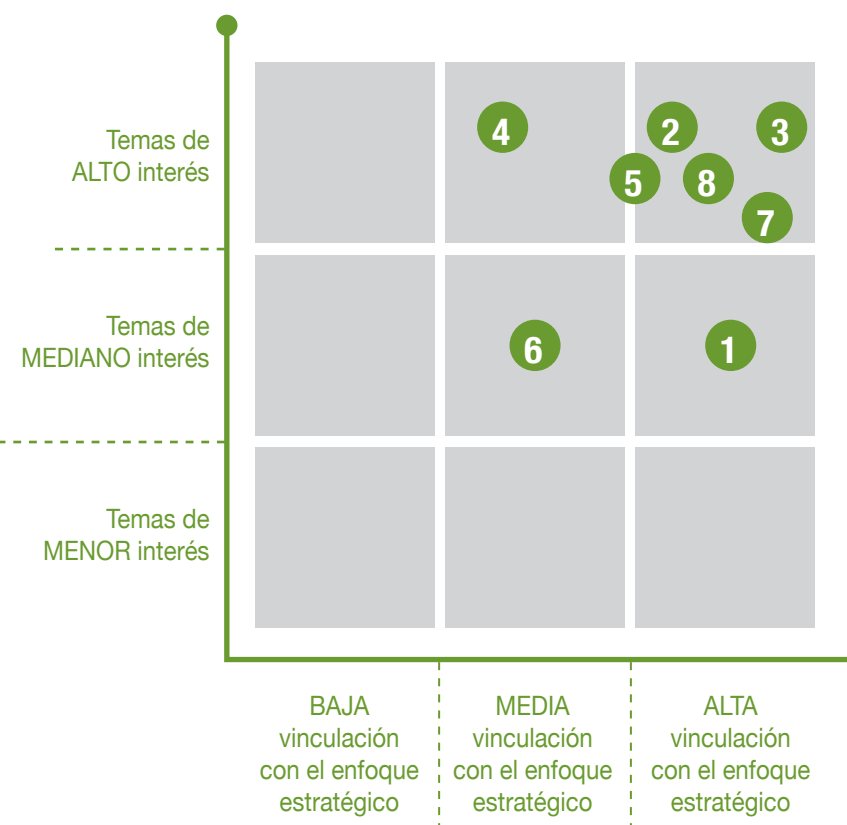 Temas de
ALTO interés
4
2
3
5
8
7
Temas de
MEDIANO interés
6
1
Temas de
MENOR interés
BAJA
vinculación
con el enfoque
estratégico
MEDIA
vinculación
con el enfoque
estratégico
ALTA
vinculación
con el enfoque
estratégico